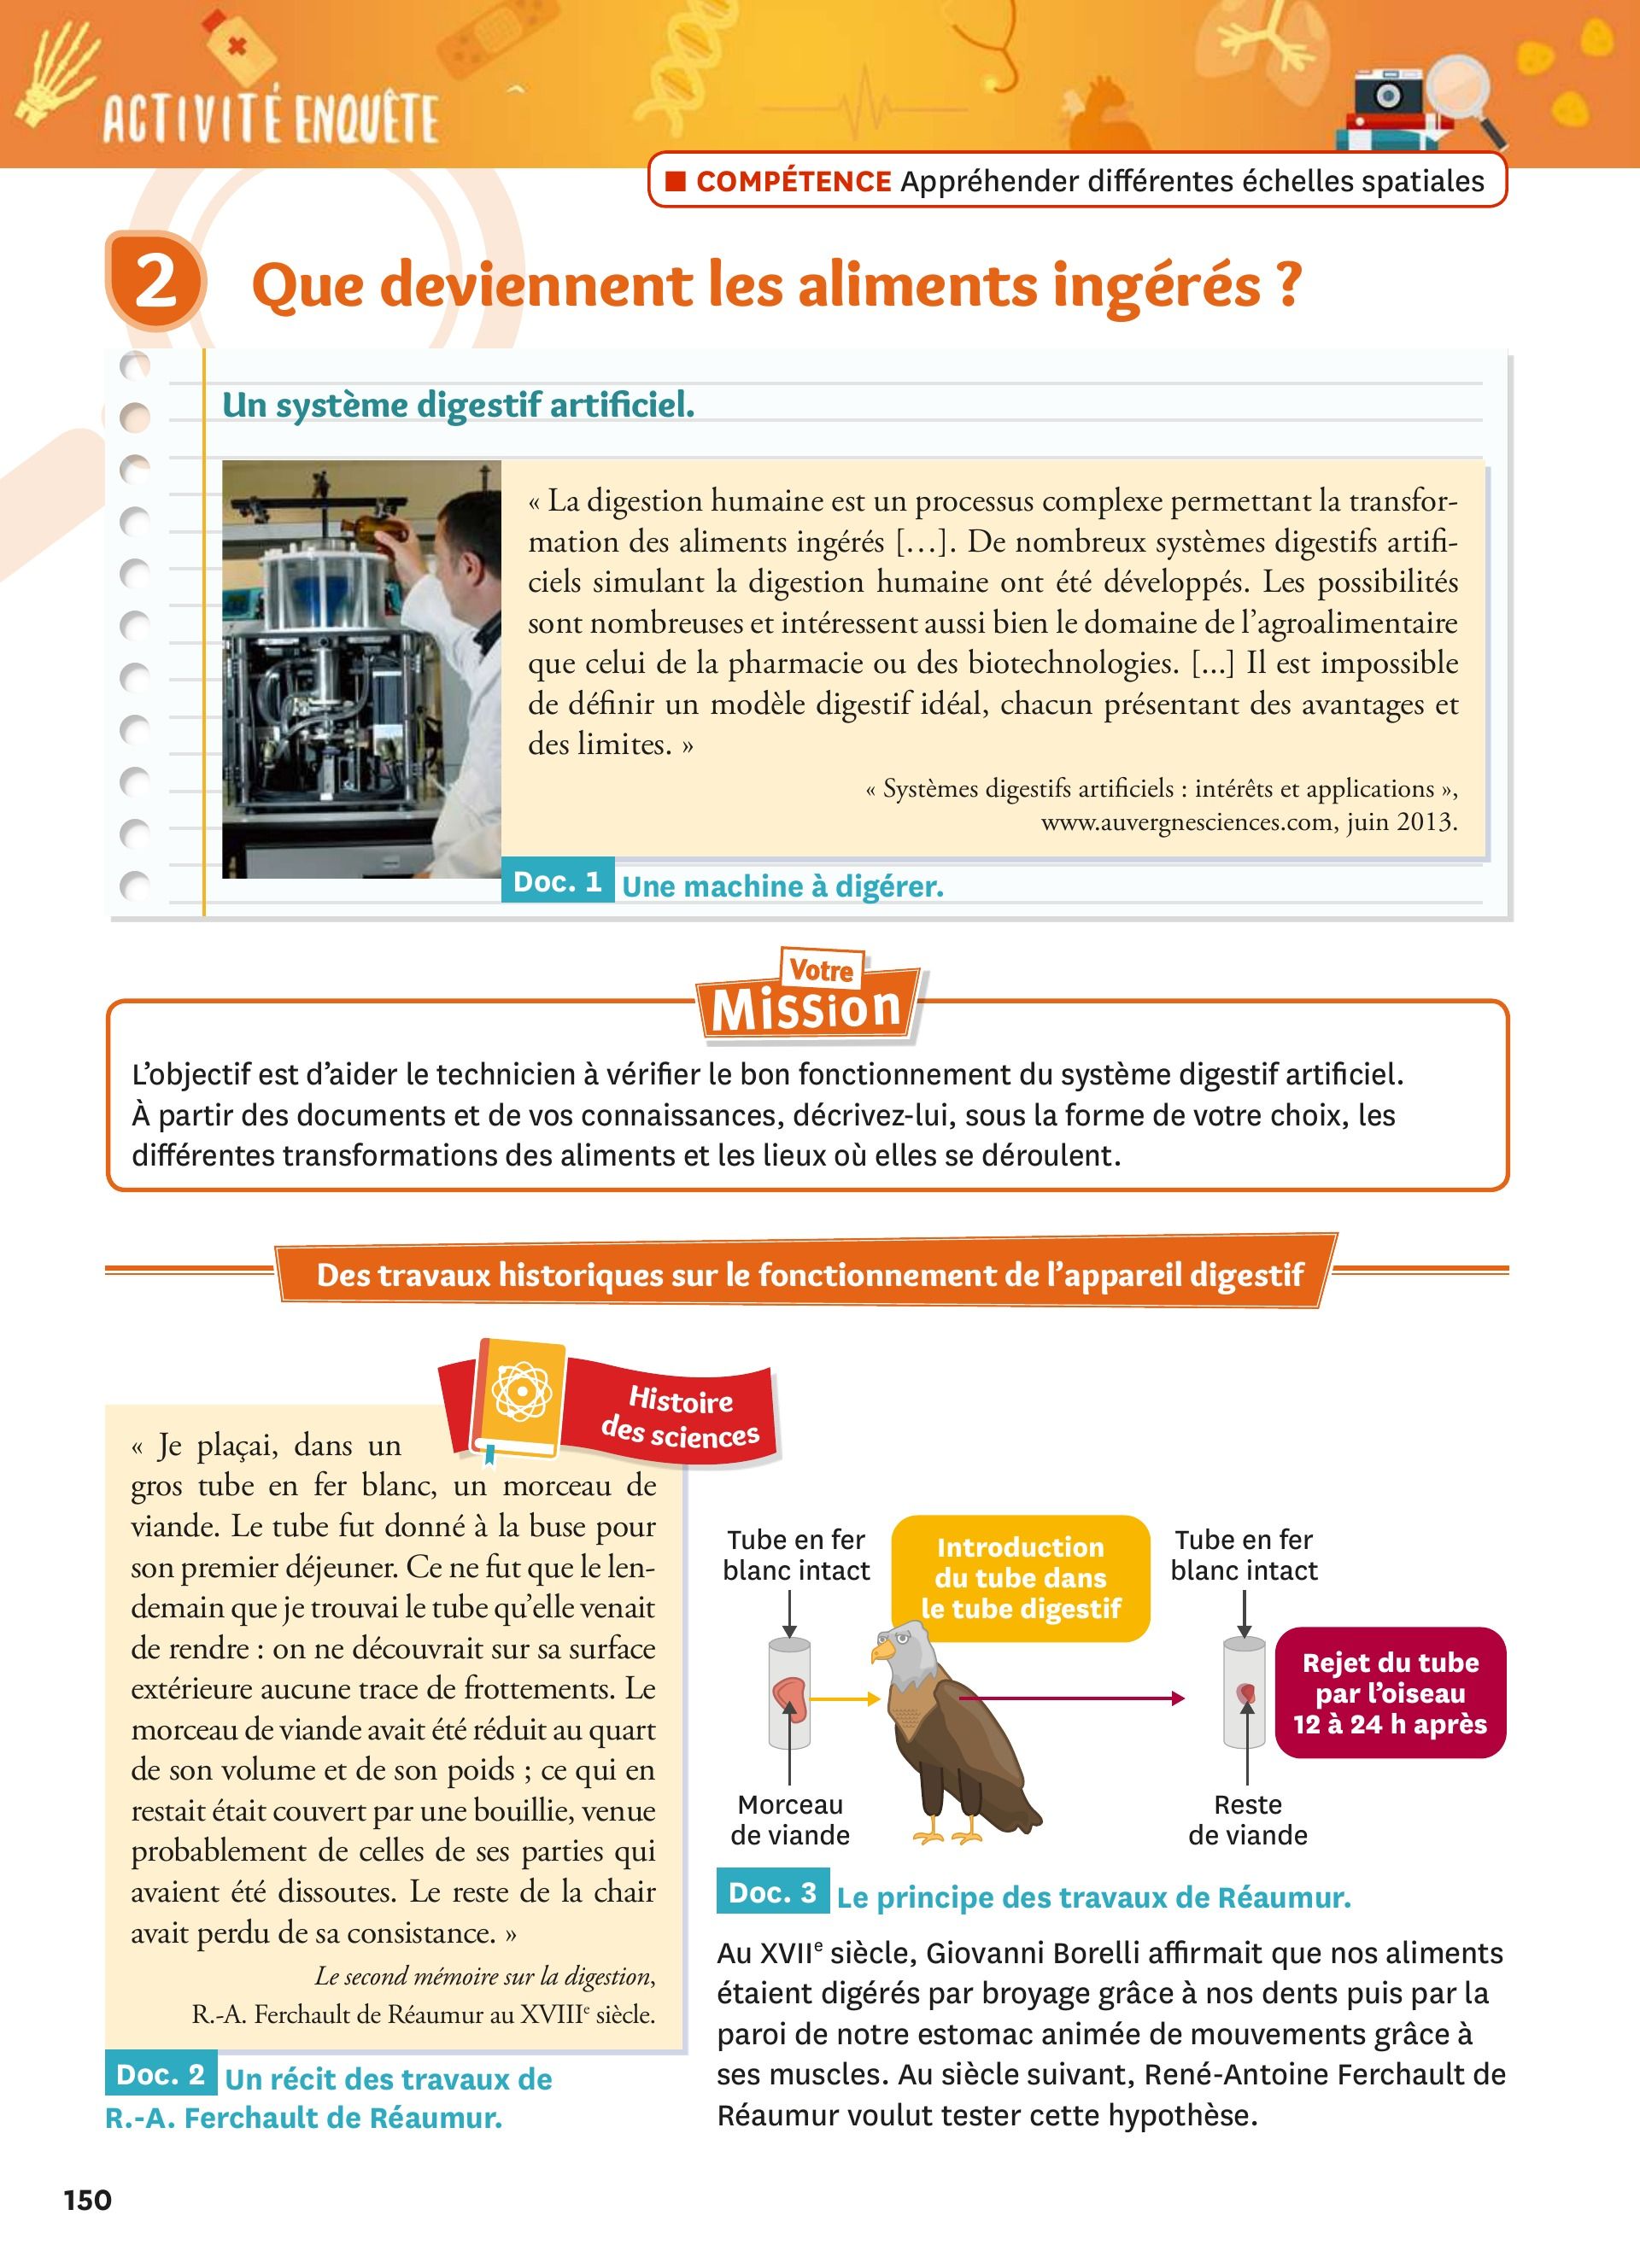 ACTIVITÉ ENQUÊTE
■ COMPÉTENCE Appréhender différentes échelles spatiales
2 Que deviennent les aliments ingérés ?
Un système digestif artificiel.
« La digestion humaine est un processus complexe permettant la transfor-
mation des aliments ingérés […]. De nombreux systèmes digestifs artifi-
ciels simulant la digestion humaine ont été développés. Les possibilités
sont nombreuses et intéressent aussi bien le domaine de l’agroalimentaire
que celui de la pharmacie ou des biotechnologies. [...] Il est impossible
de définir un modèle digestif idéal, chacun présentant des avantages et
des limites. »
« Systèmes digestifs artificiels : intérêts et applications »,
www.auvergnesciences.com, juin 2013.
Doc. 1 Une machine à digérer.
Votre
Mission
L’objectif est d’aider le technicien à vérifier le bon fonctionnement du système digestif artificiel.
À partir des documents et de vos connaissances, décrivez-lui, sous la forme de votre choix, les
différentes transformations des aliments et les lieux où elles se déroulent.
Des travaux historiques sur le fonctionnement de l’appareil digestif
Histoire
des sciences
« Je plaçai, dans un
gros tube en fer blanc, un morceau de
viande. Le tube fut donné à la buse pour
son premier déjeuner. Ce ne fut que le len-
demain que je trouvai le tube qu’elle venait
de rendre : on ne découvrait sur sa surface
extérieure aucune trace de frottements. Le
morceau de viande avait été réduit au quart
de son volume et de son poids ; ce qui en
restait était couvert par une bouillie, venue
probablement de celles de ses parties qui
avaient été dissoutes. Le reste de la chair
avait perdu de sa consistance. »
Le second mémoire sur la digestion,
R.-A. Ferchault de Réaumur au XVIIIe siècle.
Doc. 2 Un récit des travaux de
R.-A. Ferchault de Réaumur.
Tube en fer
blanc intact
Introduction
du tube dans
le tube digestif
Tube en fer
blanc intact
Rejet du tube
par l’oiseau
12 à 24 h après
Morceau
de viande
Reste
de viande
Doc. 3 Le principe des travaux de Réaumur.
Au XVIIe siècle, Giovanni Borelli affirmait que nos aliments
étaient digérés par broyage grâce à nos dents puis par la
paroi de notre estomac animée de mouvements grâce à
ses muscles. Au siècle suivant, René-Antoine Ferchault de
Réaumur voulut tester cette hypothèse.
150